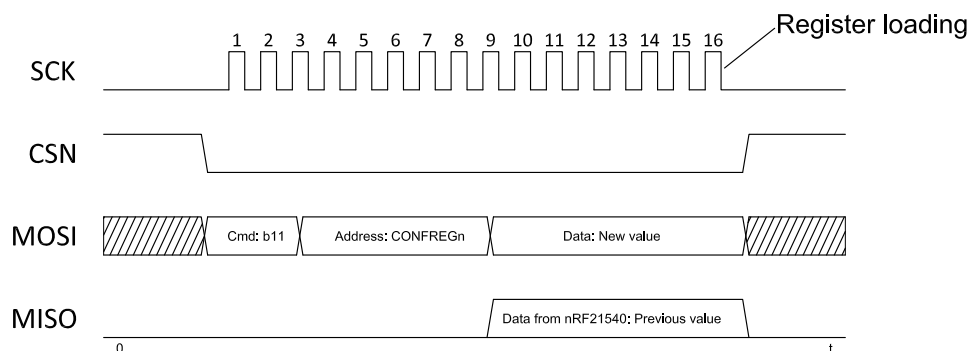 Register loading
1 2 3 4 5 6 7 8 9 10 11 12 13 14 15 16
SCK
CSN
MOSI Cmd: b11 Address: CONFREGn Data: New value
MISO Data from nRF21540: Previous value
0 t